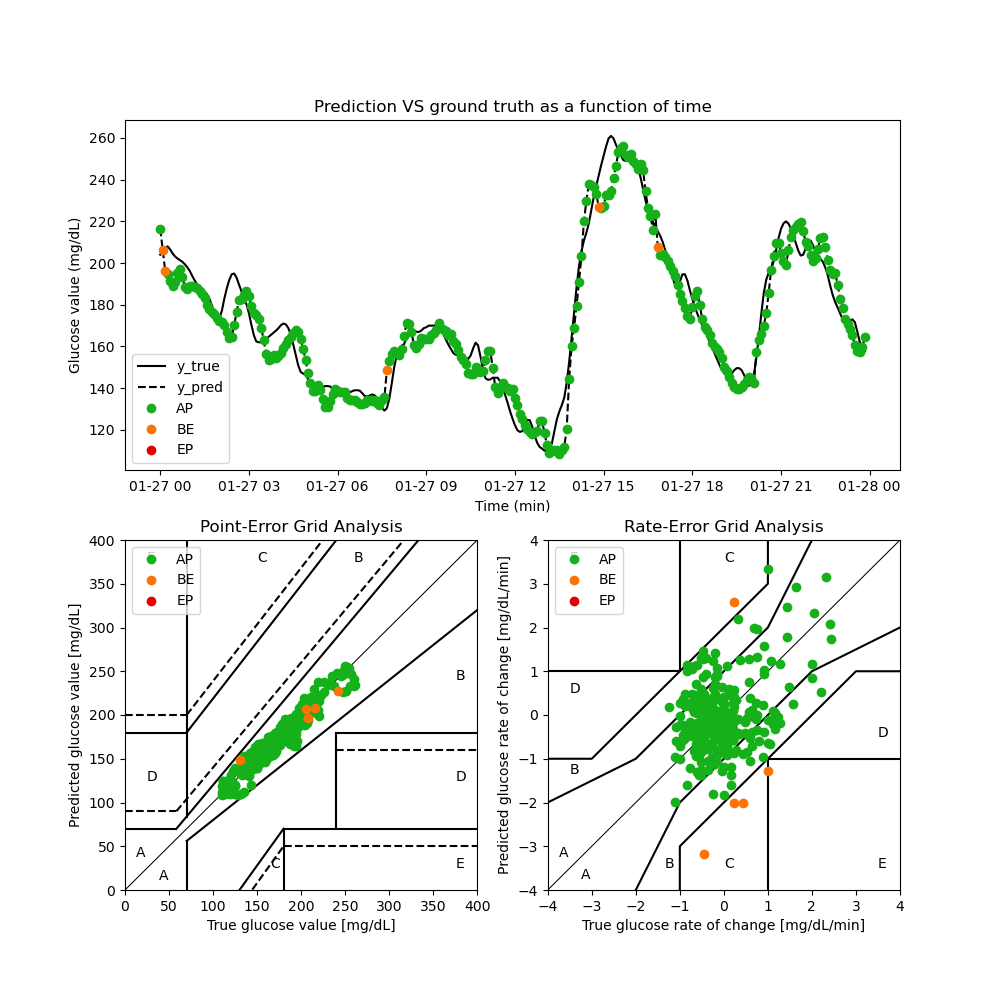 Prediction VS ground truth as a function of time
Glucose value (mg/dL)
260
240
220
200
180
160
140
120
y_true
y_pred
AP
BE
EP
01-27 00 01-27 03 01-27 06 01-27 09 01-27 12 01-27 15 01-27 18 01-27 21 01-28 00
Time (min)
Point-Error Grid Analysis
Predicted glucose value [mg/dL]
400
350
300
250
200
150
100
50
0
AP
BE
EP
C
B
B
D
D
A
A
C
E
0 50 100 150 200 250 300 350 400
True glucose value [mg/dL]
Rate-Error Grid Analysis
Predicted glucose rate of change [mg/dL/min]
4
3
2
1
0
−1
−2
−3
−4
AP
BE
EP
C
D
D
B
A
A
B
C
E
−4 −3 −2 −1 0 1 2 3 4
True glucose rate of change [mg/dL/min]